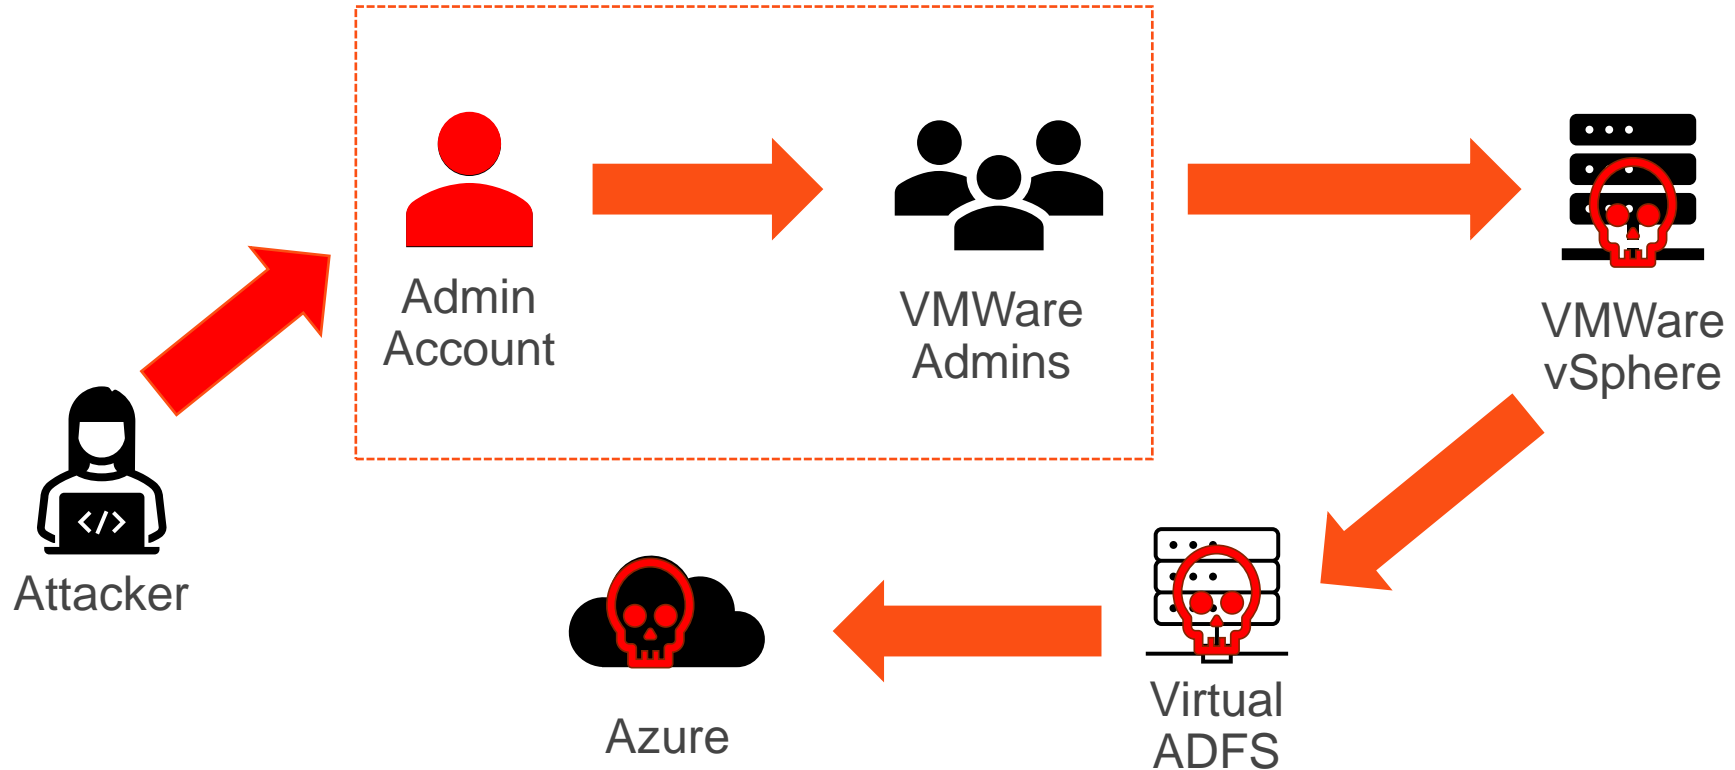 Admin
Account
VMWare
Admins
VMWare
vSphere
</>
Attacker
Azure
Virtual
ADFS